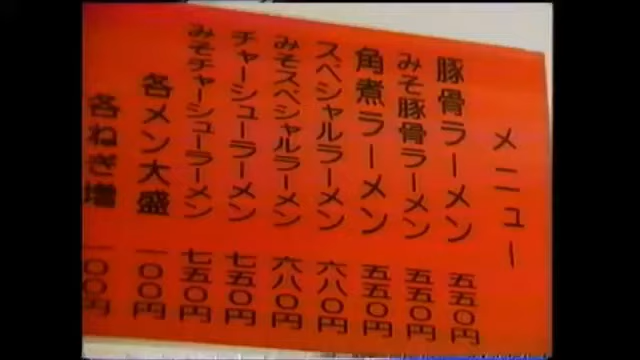 メニュー
豚骨ラーメン 五五〇円
みそ豚骨ラーメン 五五〇円
角煮ラーメン 五五〇円
スペシャルラーメン 六八〇円
みそスペシャルラーメン 六八〇円
チャーシューラーメン 七五〇円
みそチャーシューラーメン 七五〇円
各メン大盛 一〇〇円
各ねぎ増 一〇〇円